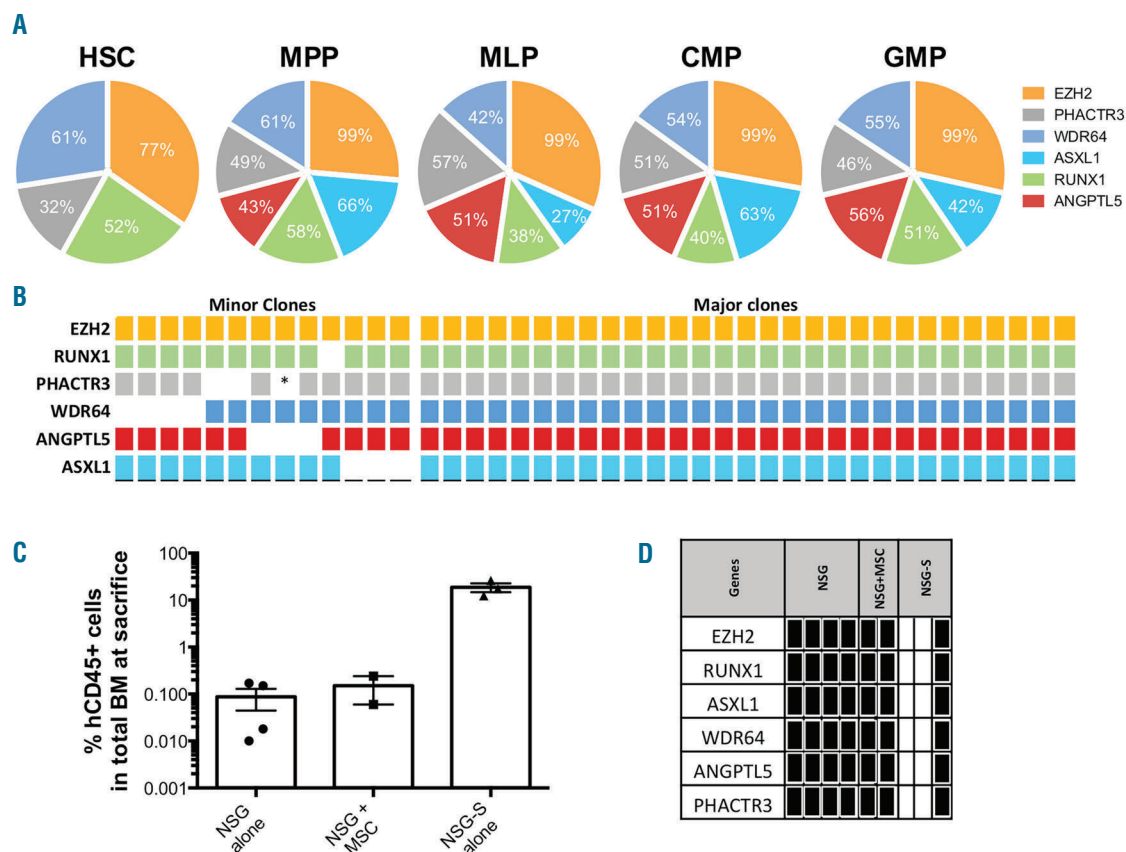 A
HSC
MPP
MLP
CMP
GMP
61%
77%
32%
52%
61%
99%
49%
43%
66%
58%
42%
99%
57%
51%
27%
38%
54%
99%
51%
51%
63%
40%
55%
99%
46%
56%
42%
51%
EZH2
PHACTR3
WDR64
ASXL1
RUNX1
ANGPTL5
B
Minor Clones
Major clones
EZH2
RUNX1
PHACTR3
*
WDR64
ANGPTL5
ASXL1
C
% hCD45+ cells
in total BM at sacrifice
100
10
1
0.100
0.010
0.001
NSG
alone
NSG +
MSC
NSG-S
alone
D
Genes
NSG
NSG+MSC
NSG-S
EZH2
RUNX1
ASXL1
WDR64
ANGPTL5
PHACTR3